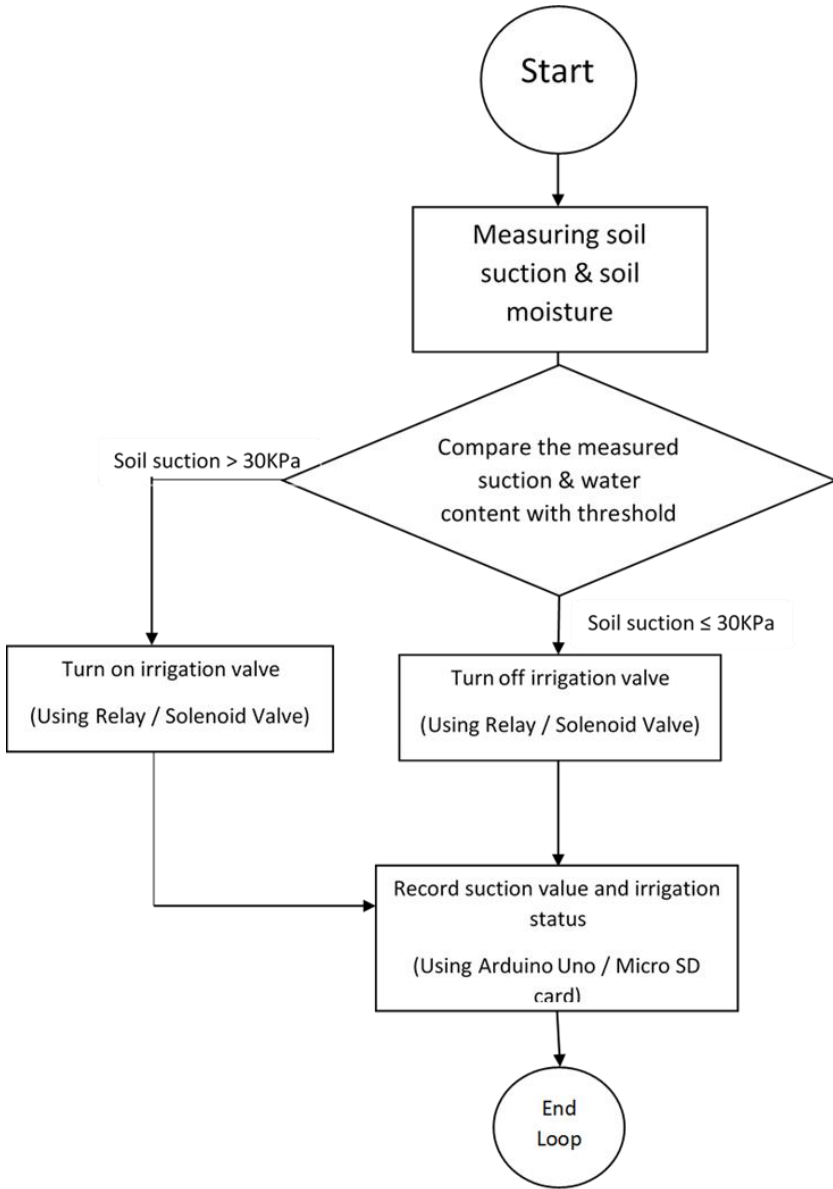 Start
Measuring soil
suction & soil
moisture
Compare the measured
suction & water
content with threshold
Soil suction > 30KPa
Soil suction ≤ 30KPa
Turn on irrigation valve
(Using Relay / Solenoid Valve)
Turn off irrigation valve
(Using Relay / Solenoid Valve)
Record suction value and irrigation
status
(Using Arduino Uno / Micro SD
card)
End
Loop